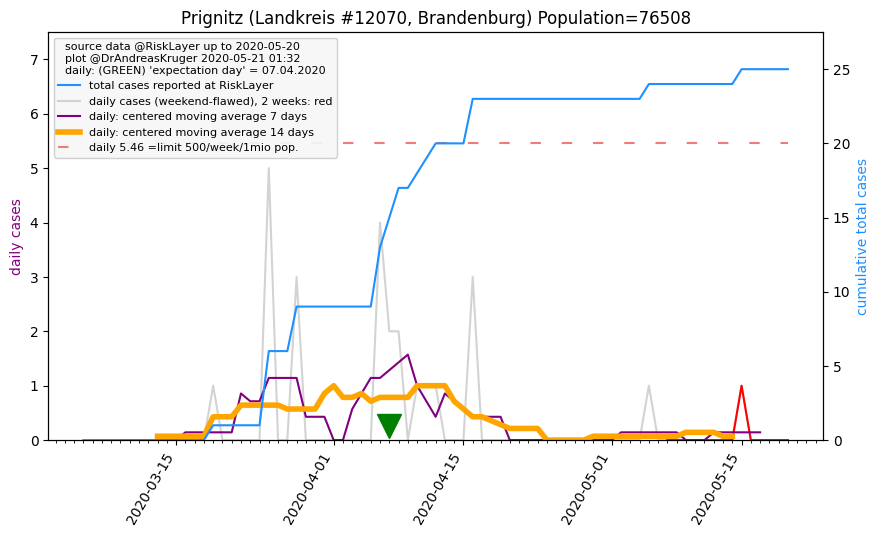 Prignitz (Landkreis #12070, Brandenburg) Population=76508
source data @RiskLayer up to 2020-05-20
plot @DrAndreasKruger 2020-05-21 01:32
daily: (GREEN) 'expectation day' = 07.04.2020
total cases reported at RiskLayer
daily cases (weekend-flawed), 2 weeks: red
daily: centered moving average 7 days
daily: centered moving average 14 days
daily 5.46 =limit 500/week/1mio pop.
daily cases
7
6
5
4
3
2
1
0
25
20
15
10
5
0
cumulative total cases
2020-03-15
2020-04-01
2020-04-15
2020-05-01
2020-05-15